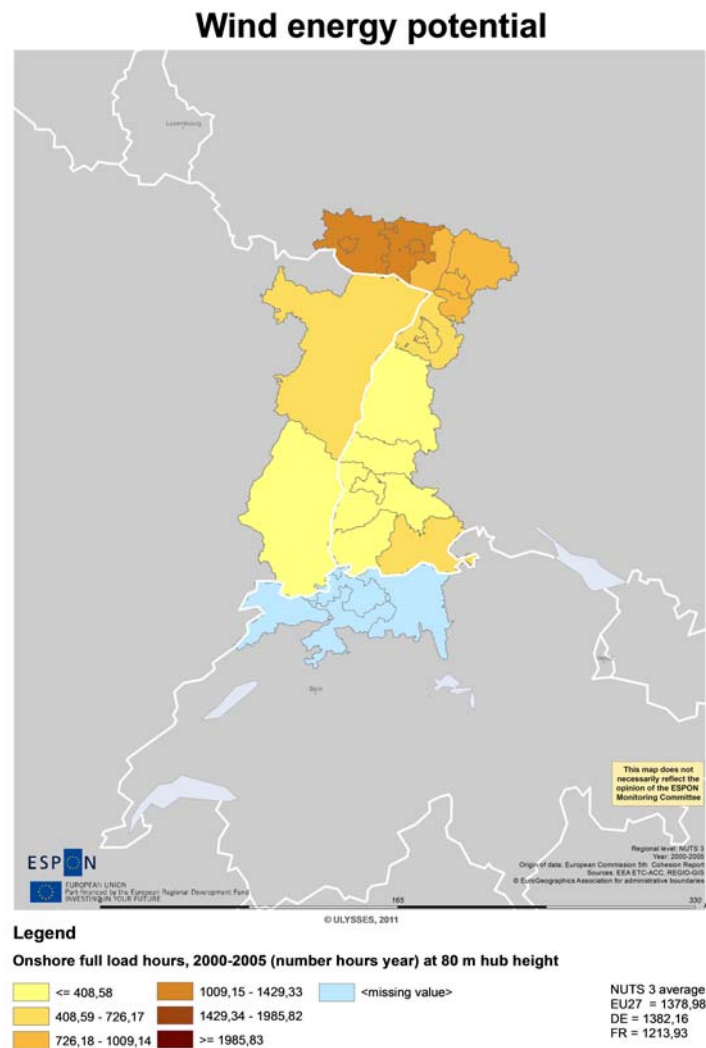 Wind energy potential
Luxembourg
Bern
This map does not
necessarily reflect the
opinion of the ESPON
Monitoring Committee
Regional level: NUTS 3
Year: 2000-2005
Origin of data: European Commission 5th Cohesion Report
Sources: EEA ETC-ACC, REGIO-GIS
© EuroGeographics Association for administrative boundaries
ESPON
EUROPEAN UNION
Part-financed by the European Regional Development Fund
INVESTING IN YOUR FUTURE
165
330
© ULYSSES, 2011
Legend
Onshore full load hours, 2000-2005 (number hours year) at 80 m hub height
<= 408,58
408,59 - 726,17
726,18 - 1009,14
1009,15 - 1429,33
1429,34 - 1985,82
>= 1985,83
<missing value>
NUTS 3 average
EU27 = 1378,98
DE = 1382,16
FR = 1213,93